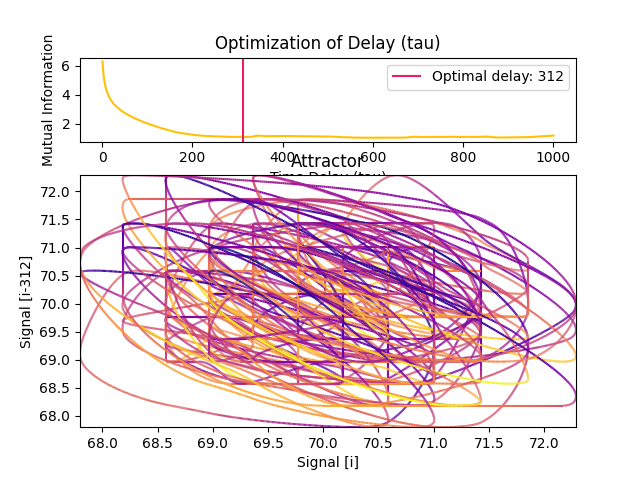 Optimization of Delay (tau)
Mutual Information
6
4
2
Optimal delay: 312
0 200 400 600 800 1000
Time Delay (tau)
Attractor
Signal [i-312]
72.0
71.5
71.0
70.5
70.0
69.5
69.0
68.5
68.0
68.0 68.5 69.0 69.5 70.0 70.5 71.0 71.5 72.0
Signal [i]